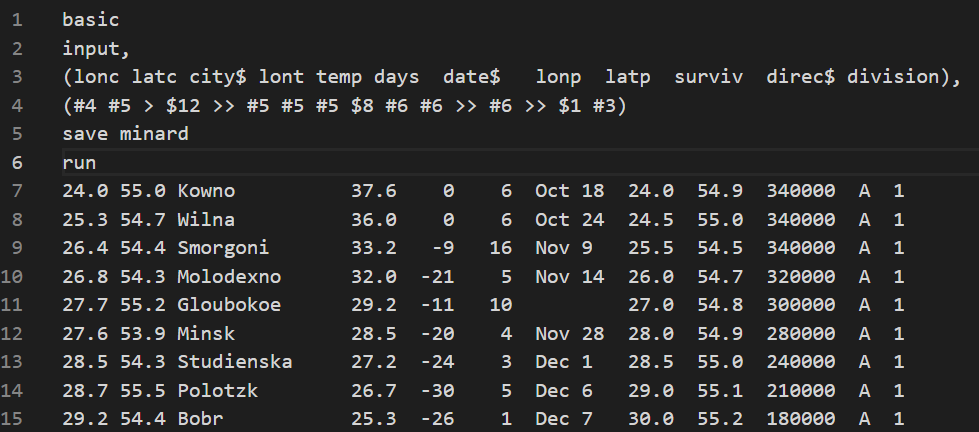 1 basic
2 input,
3 (lonc latc city$ lont temp days  date$   lonp  latp  surviv  direc$ division),
4 (#4 #5 > $12 >> #5 #5 #5 $8 #6 #6 >> #6 >> $1 #3)
5 save minard
6 run
7 24.0 55.0 Kowno          37.6    0    6  Oct 18  24.0  54.9  340000  A  1
8 25.3 54.7 Wilna          36.0    0    6  Oct 24  24.5  55.0  340000  A  1
9 26.4 54.4 Smorgoni       33.2   -9   16  Nov 9   25.5  54.5  340000  A  1
10 26.8 54.3 Molodexno      32.0  -21    5  Nov 14  26.0  54.7  320000  A  1
11 27.7 55.2 Gloubokoe      29.2  -11   10          27.0  54.8  300000  A  1
12 27.6 53.9 Minsk          28.5  -20    4  Nov 28  28.0  54.9  280000  A  1
13 28.5 54.3 Studienska     27.2  -24    3  Dec 1   28.5  55.0  240000  A  1
14 28.7 55.5 Polotzk        26.7  -30    5  Dec 6   29.0  55.1  210000  A  1
15 29.2 54.4 Bobr           25.3  -26    1  Dec 7   30.0  55.2  180000  A  1